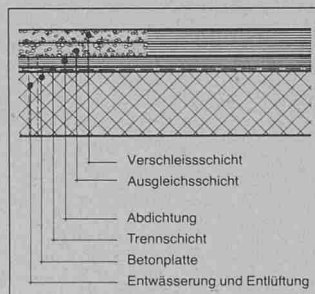 Verschleissschicht
Ausgleichsschicht
Abdichtung
Trennschicht
Betonplatte
Entwässerung und Entlüftung